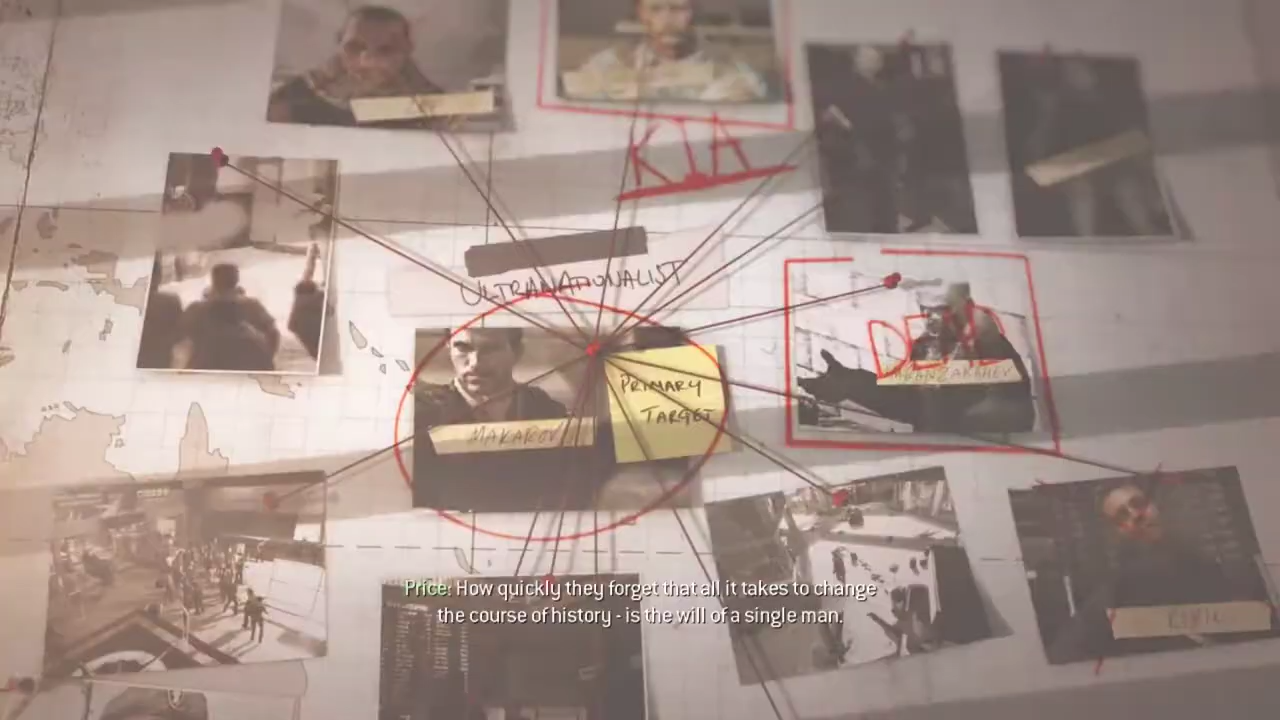 KIA
ULTRANATIONALIST
PRIMARY
TARGET
DEAD
MAKAROV
Price: How quickly they forget that all it takes to change
the course of history - is the will of a single man.